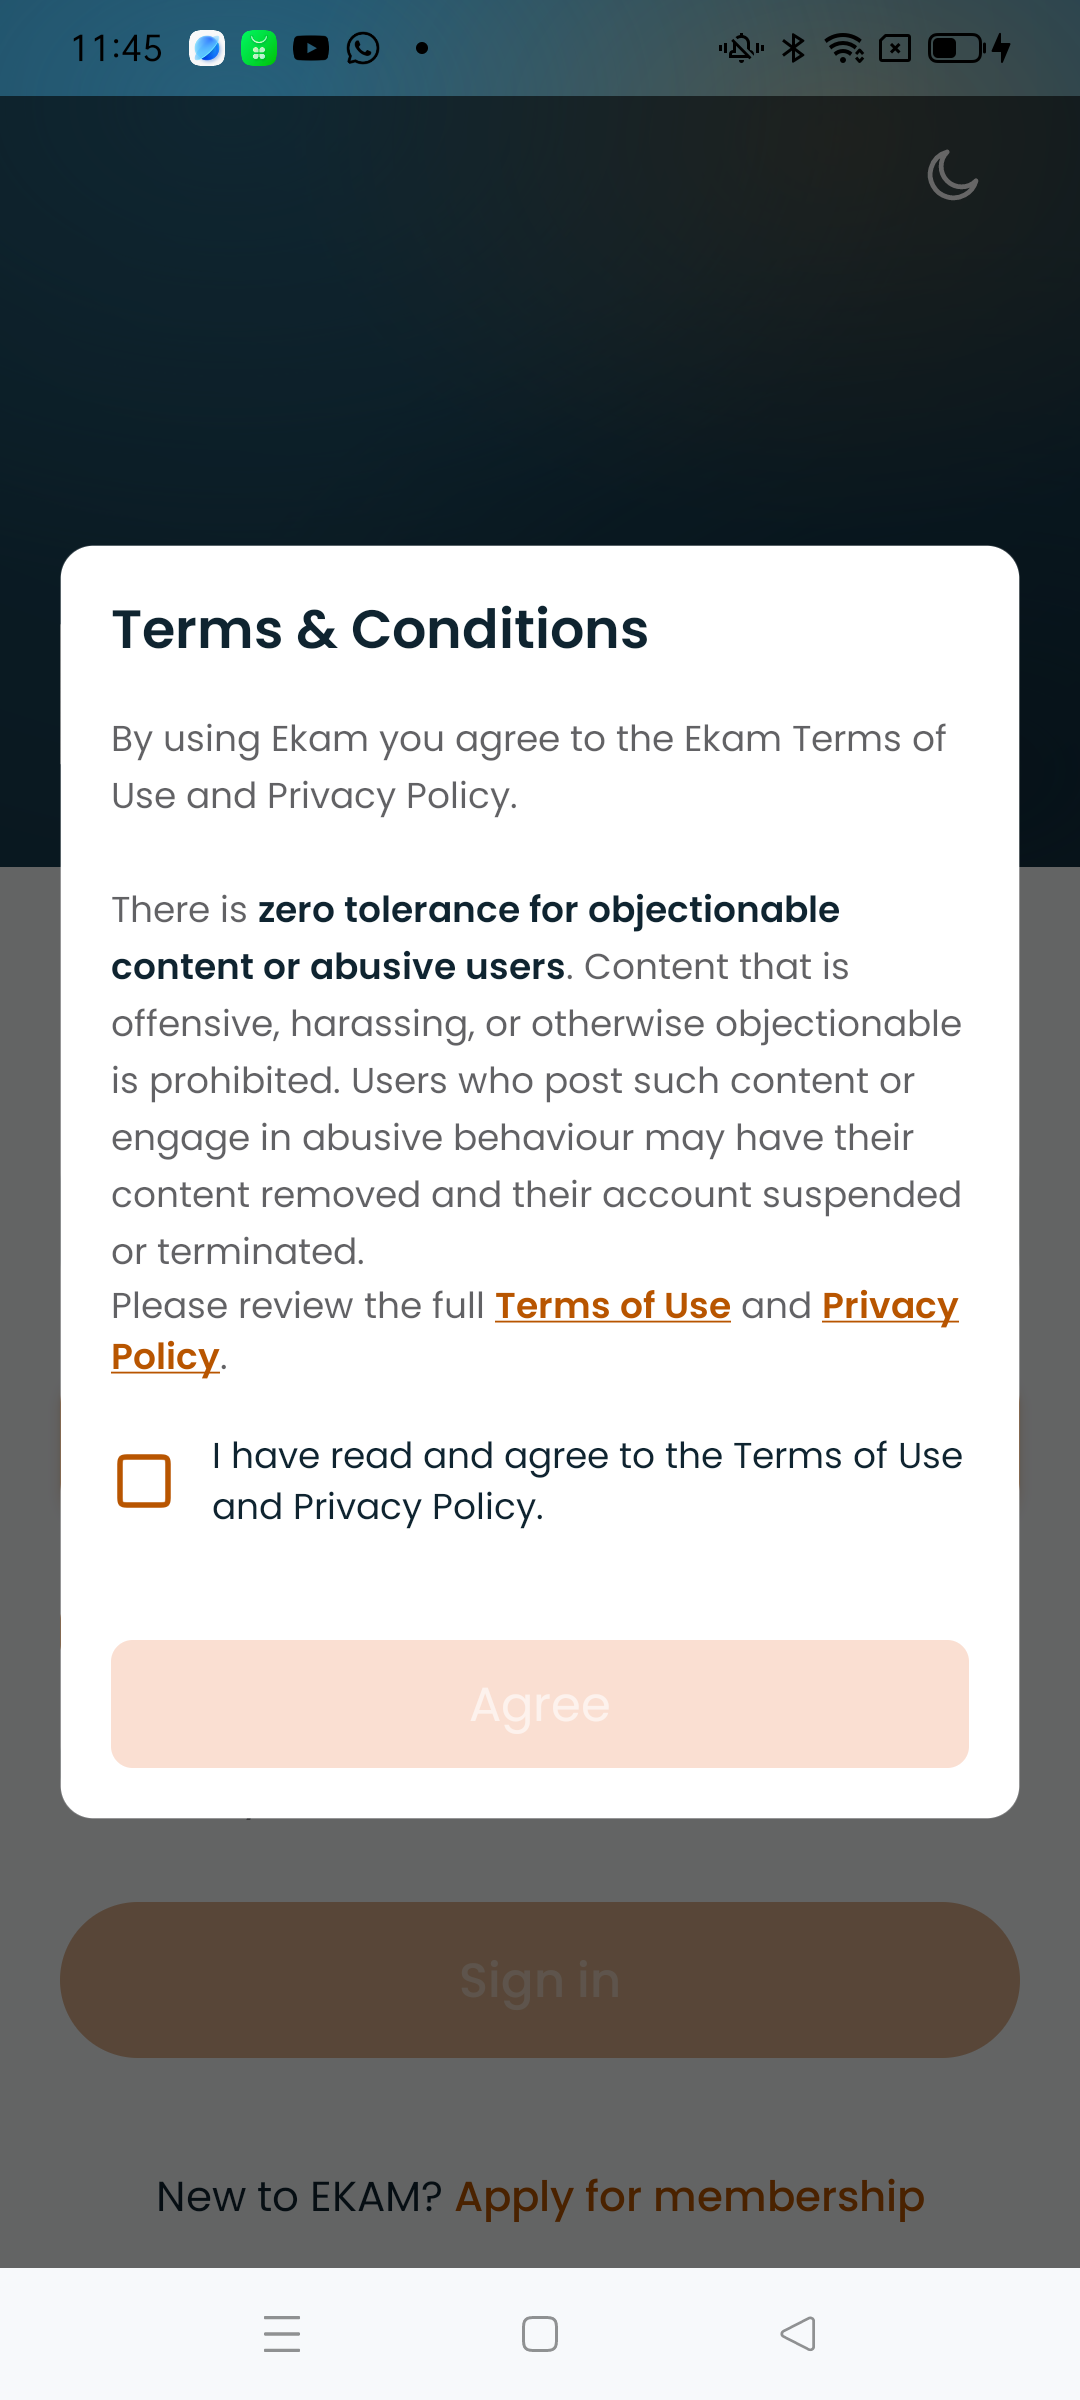 11:45
Terms & Conditions
By using Ekam you agree to the Ekam Terms of
Use and Privacy Policy.
There is zero tolerance for objectionable
content or abusive users. Content that is
offensive, harassing, or otherwise objectionable
is prohibited. Users who post such content or
engage in abusive behaviour may have their
content removed and their account suspended
or terminated.
Please review the full Terms of Use and Privacy
Policy.
I have read and agree to the Terms of Use
and Privacy Policy.
Agree
Sign in
New to EKAM? Apply for membership